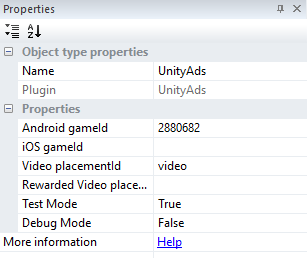 Properties
Object type properties
Name UnityAds
Plugin UnityAds
Properties
Android gameId 2880682
iOS gameId
Video placementId video
Rewarded Video place...
Test Mode True
Debug Mode False
More information Help